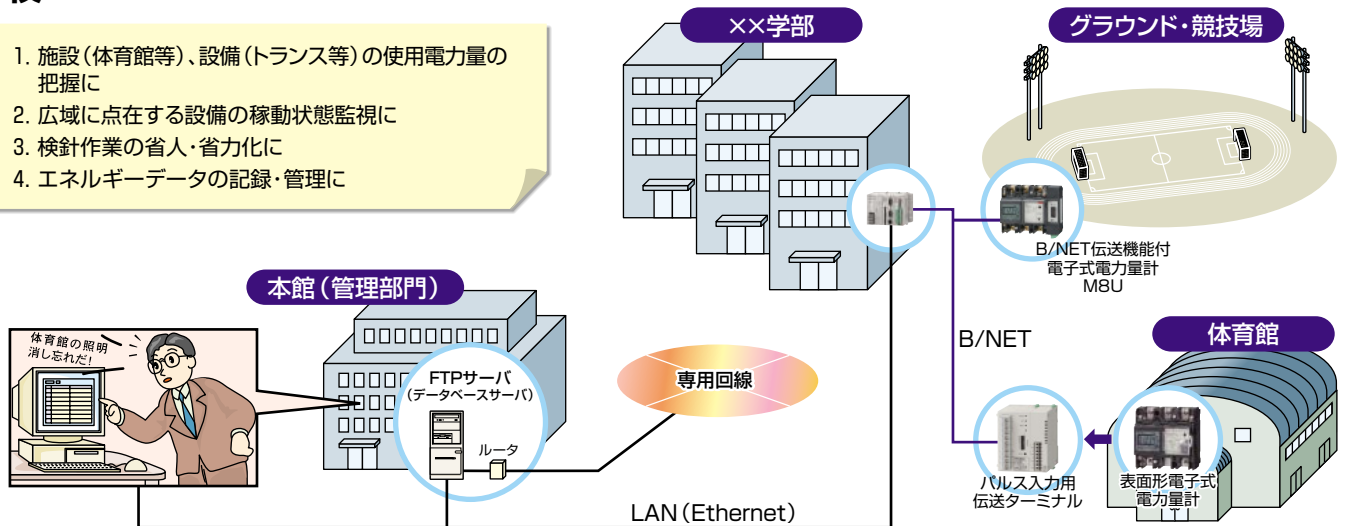 1. 施設(体育館等)、設備(トランス等)の使用電力量の
把握に
2. 広域に点在する設備の稼動状態監視に
3. 検針作業の省人・省力化に
4. エネルギーデータの記録・管理に
××学部
グラウンド・競技場
B/NET伝送機能付
電子式電力量計
M8U
本館(管理部門)
体育館の照明
消し忘れだ!
FTPサーバ
(データベースサーバ)
ルータ
専用回線
B/NET
体育館
パルス入力用
伝送ターミナル
表面形電子式
電力量計
LAN(Ethernet)